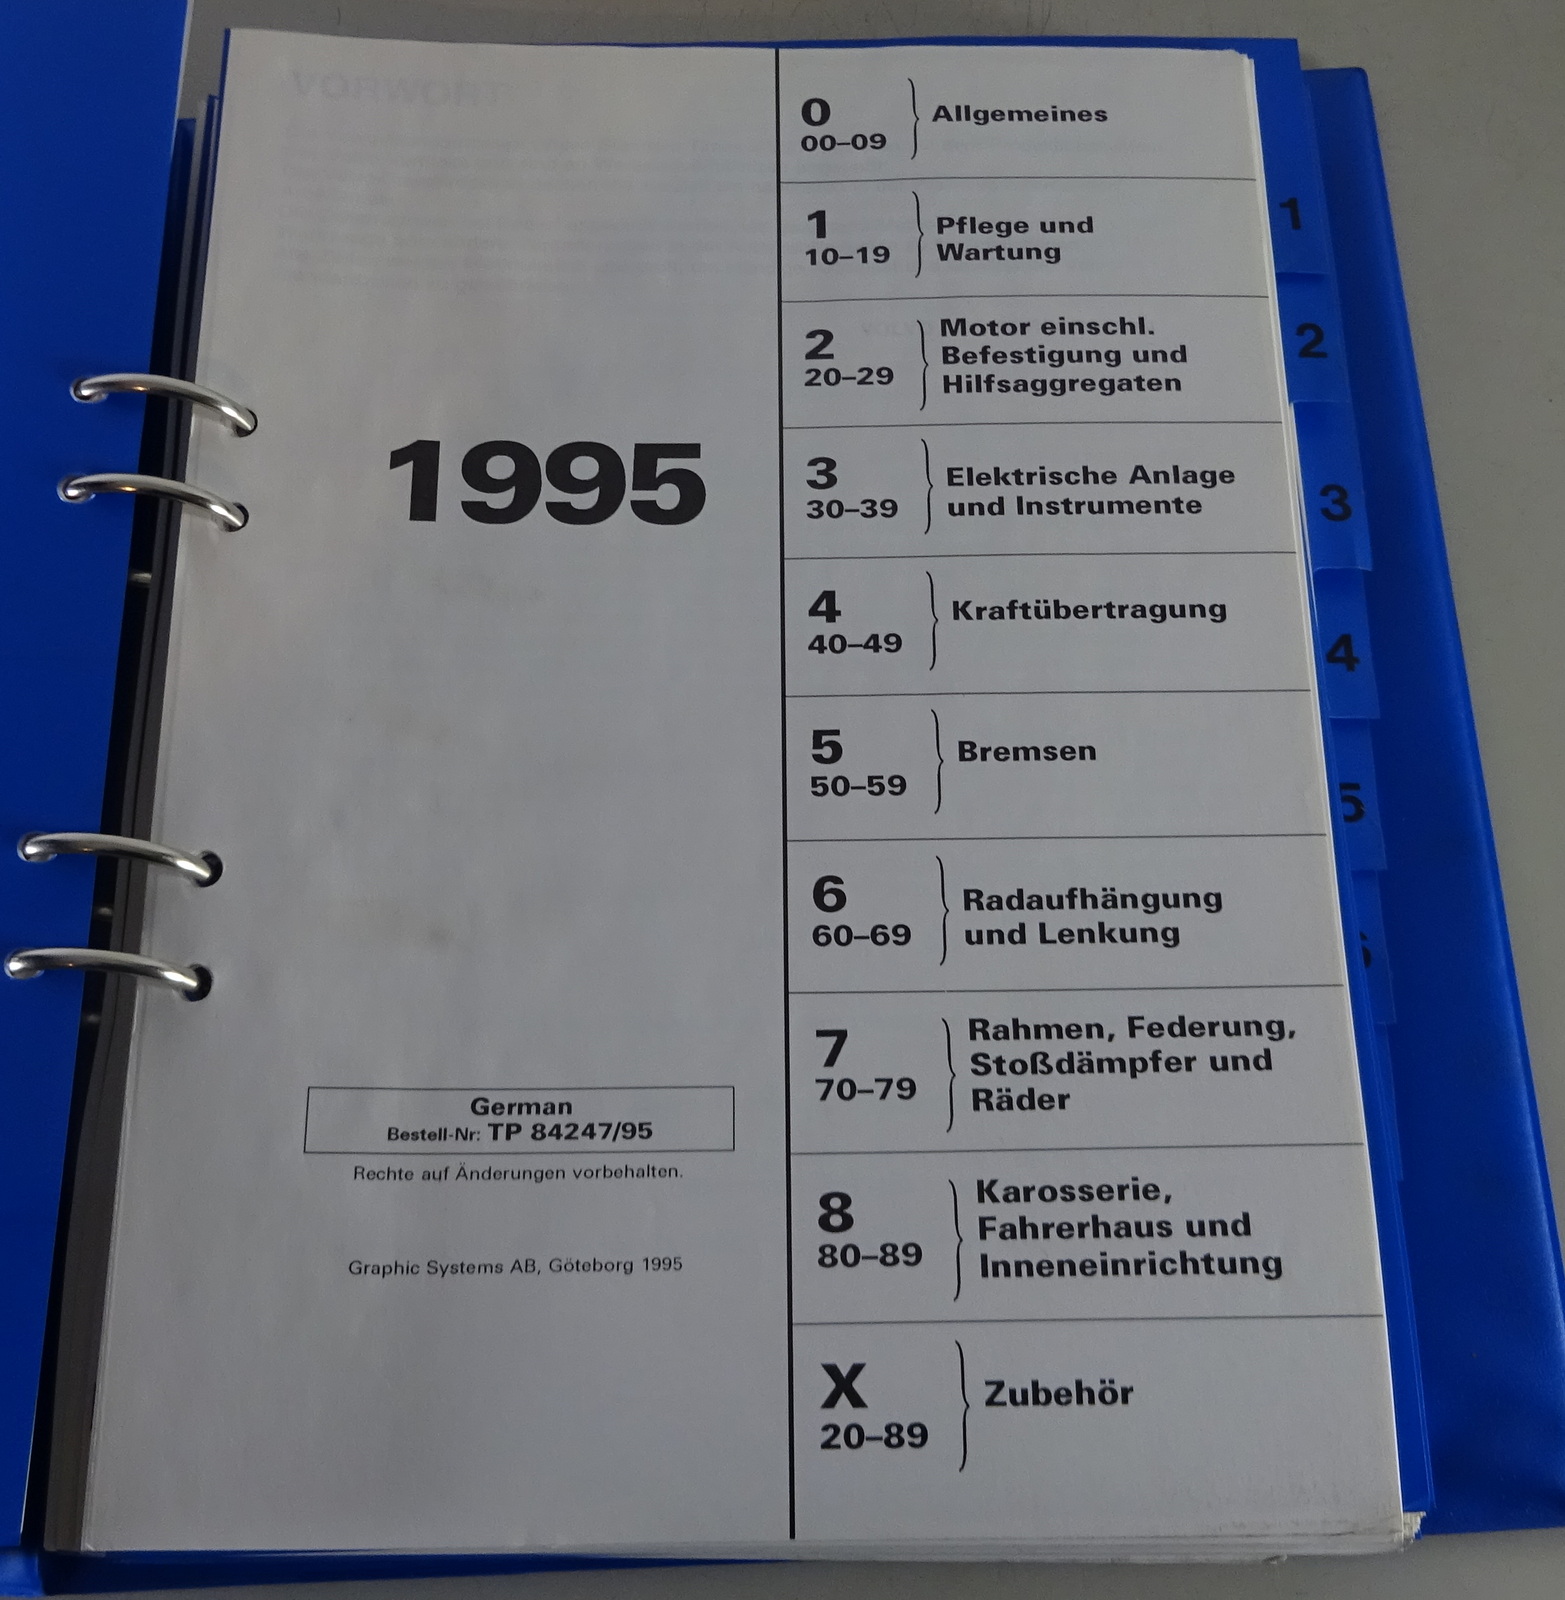 1995
German
Bestell-Nr: TP 84247/95
Rechte auf Änderungen vorbehalten.
Graphic Systems AB, Göteborg 1995
0
00–09
Allgemeines
1
10–19
Pflege und
Wartung
2
20–29
Motor einschl.
Befestigung und
Hilfsaggregaten
3
30–39
Elektrische Anlage
und Instrumente
4
40–49
Kraftübertragung
5
50–59
Bremsen
6
60–69
Radaufhängung
und Lenkung
7
70–79
Rahmen, Federung,
Stoßdämpfer und
Räder
8
80–89
Karosserie,
Fahrerhaus und
Inneneinrichtung
X
20–89
Zubehör
1
2
3
4
5
VORWORT